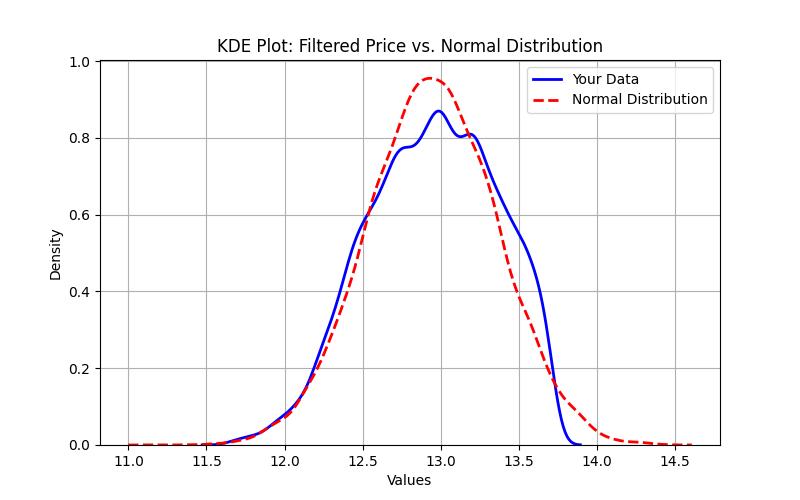 KDE Plot: Filtered Price vs. Normal Distribution
Your Data
Normal Distribution
1.0
0.8
0.6
0.4
0.2
0.0
Density
11.0 11.5 12.0 12.5 13.0 13.5 14.0 14.5
Values